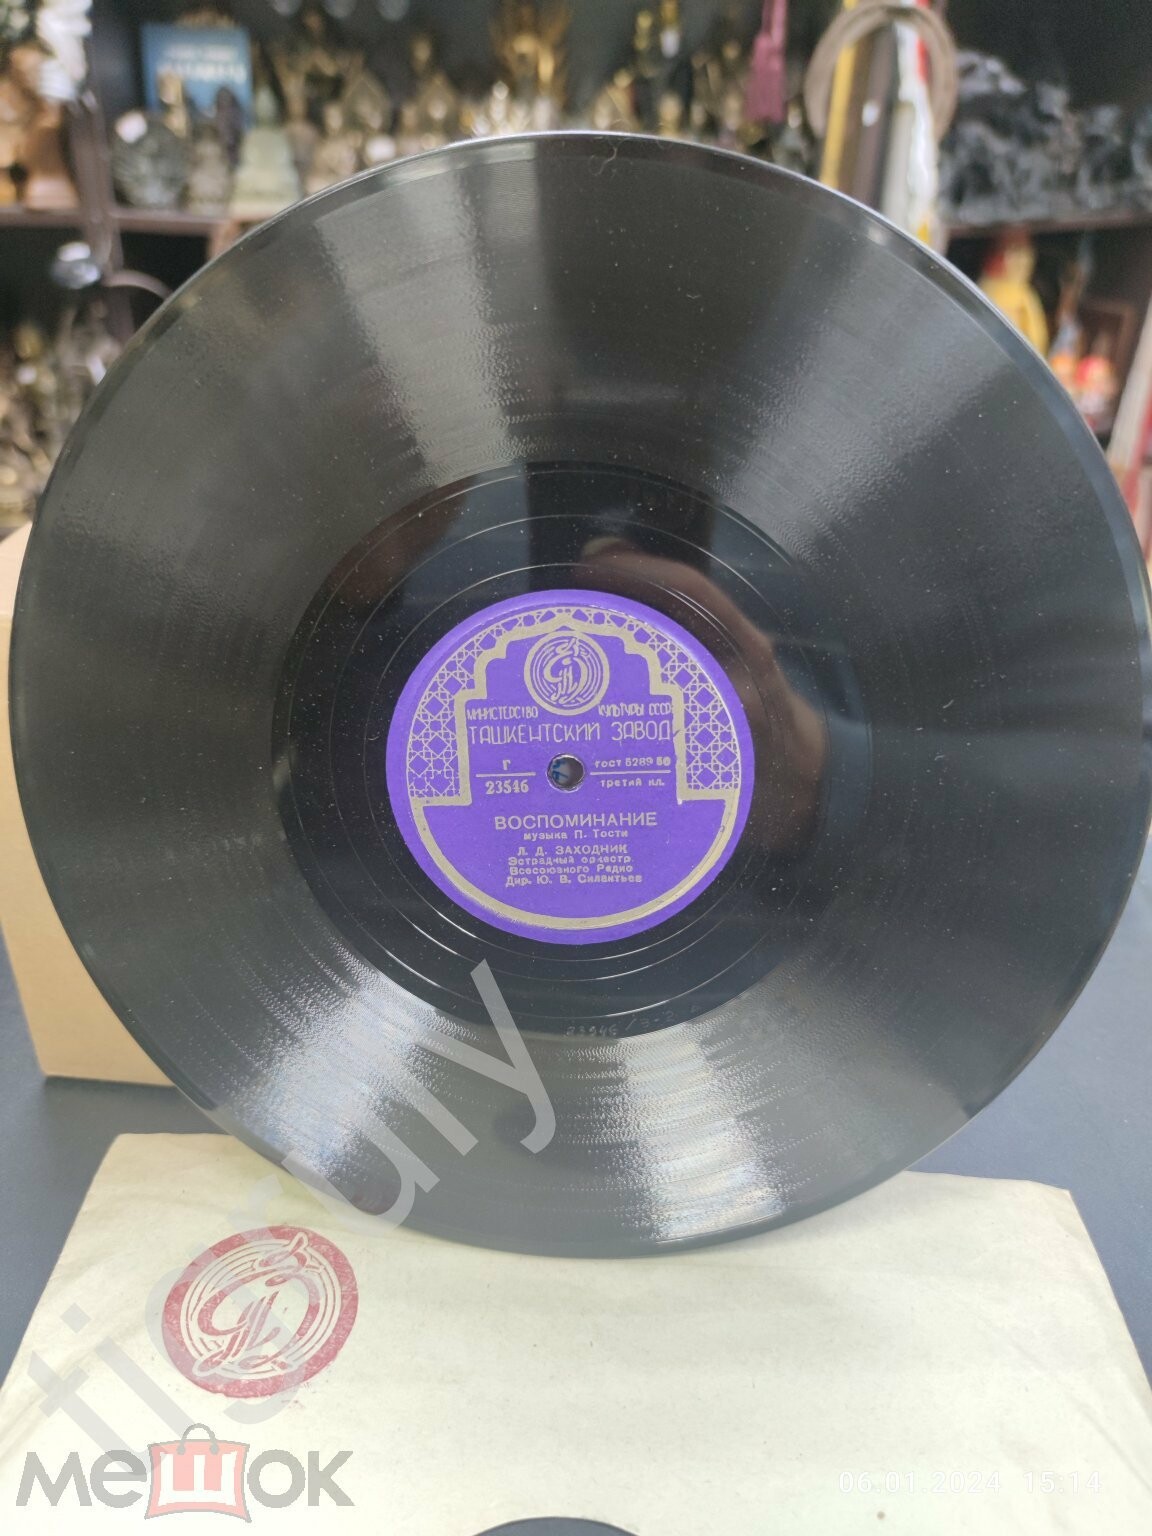 МИНИСТЕРСТВО КУЛЬТУРЫ СССР
ТАШКЕНТСКИЙ ЗАВОД
Г
23546
ГОСТ 5289 50
третий кл.
ВОСПОМИНАНИЕ
музыка П. Тости
Л. Д. ЗАХОДНИК
Эстрадный оркестр
Всесоюзного Радио
Дир. Ю. В. Силантьев
tigruly
мешок
06.01.2024 15:14